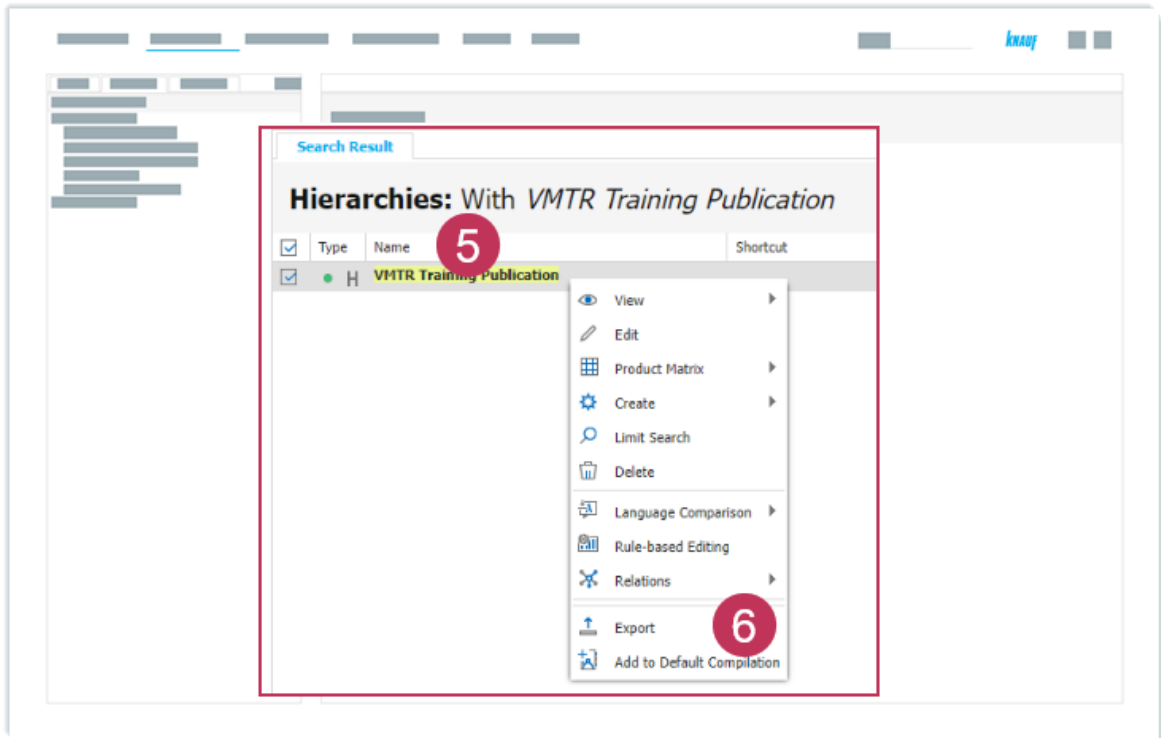 knauf
Search Result
Hierarchies: With VMTR Training Publication
Type Name Shortcut
5
H VMTR Training Publication
View
Edit
Product Matrix
Create
Limit Search
Delete
Language Comparison
Rule-based Editing
Relations
Export
6
Add to Default Compilation